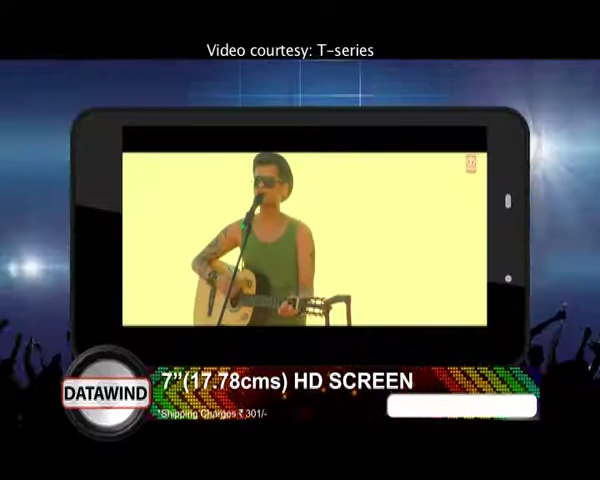 Video courtesy: T-series
7”(17.78cms) HD SCREEN
DATAWIND
*Shipping Charges ₹ 301/-